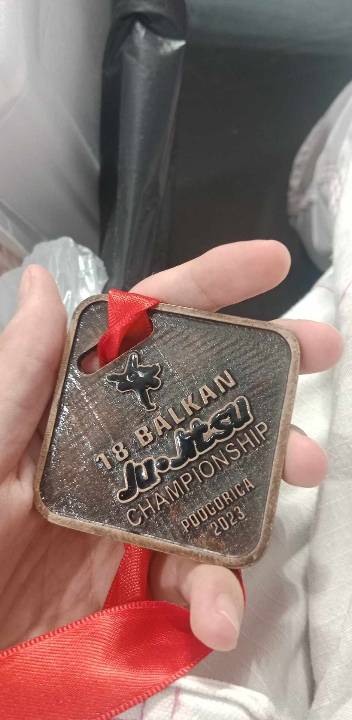 18 BALKAN
Ju-Jitsu
CHAMPIONSHIP
PODGORICA
2023